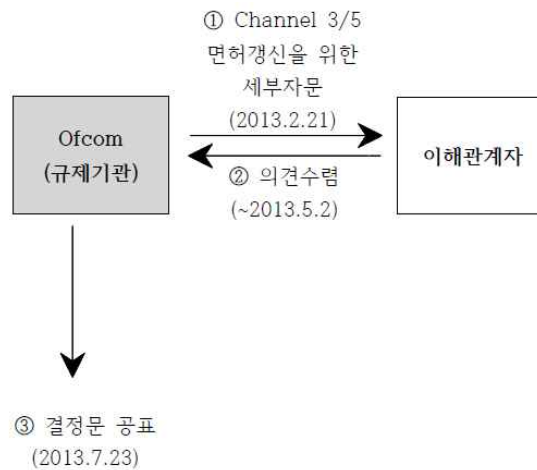 ① Channel 3/5
면허갱신을 위한
세부자문
(2013.2.21)
Ofcom
(규제기관)
이해관계자
② 의견수렴
(~2013.5.2)
③ 결정문 공표
(2013.7.23)